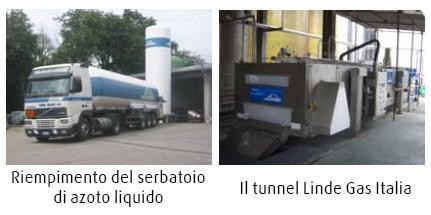 Riempimento del serbatoio
di azoto liquido
Il tunnel Linde Gas Italia